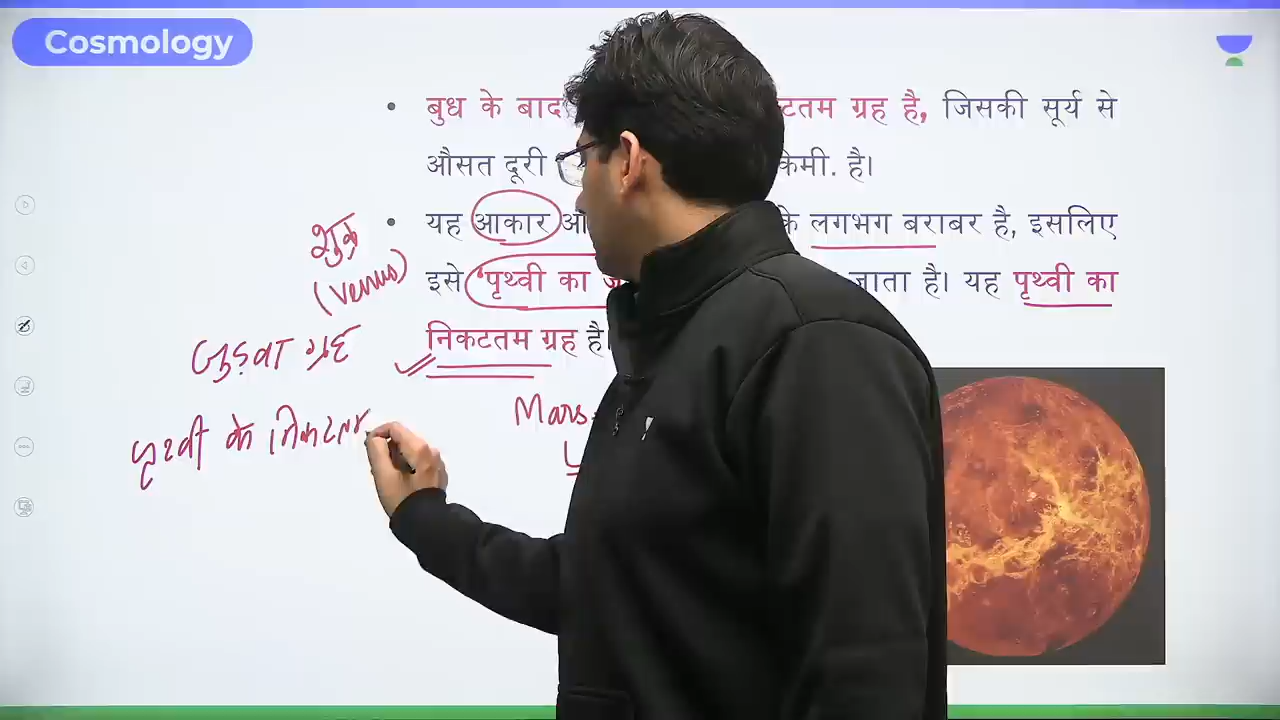 Cosmology
• बुध के बाद टतम ग्रह है, जिसकी सूर्य से
औसत दूरी केमी. है।
• यह आकार औ के लगभग बराबर है, इसलिए
इसे 'पृथ्वी का जु जाता है। यह पृथ्वी का
निकटतम ग्रह है।
शुक्र
(Venus)
जुड़वा ग्रह
पृथ्वी के निकटतम
Mars